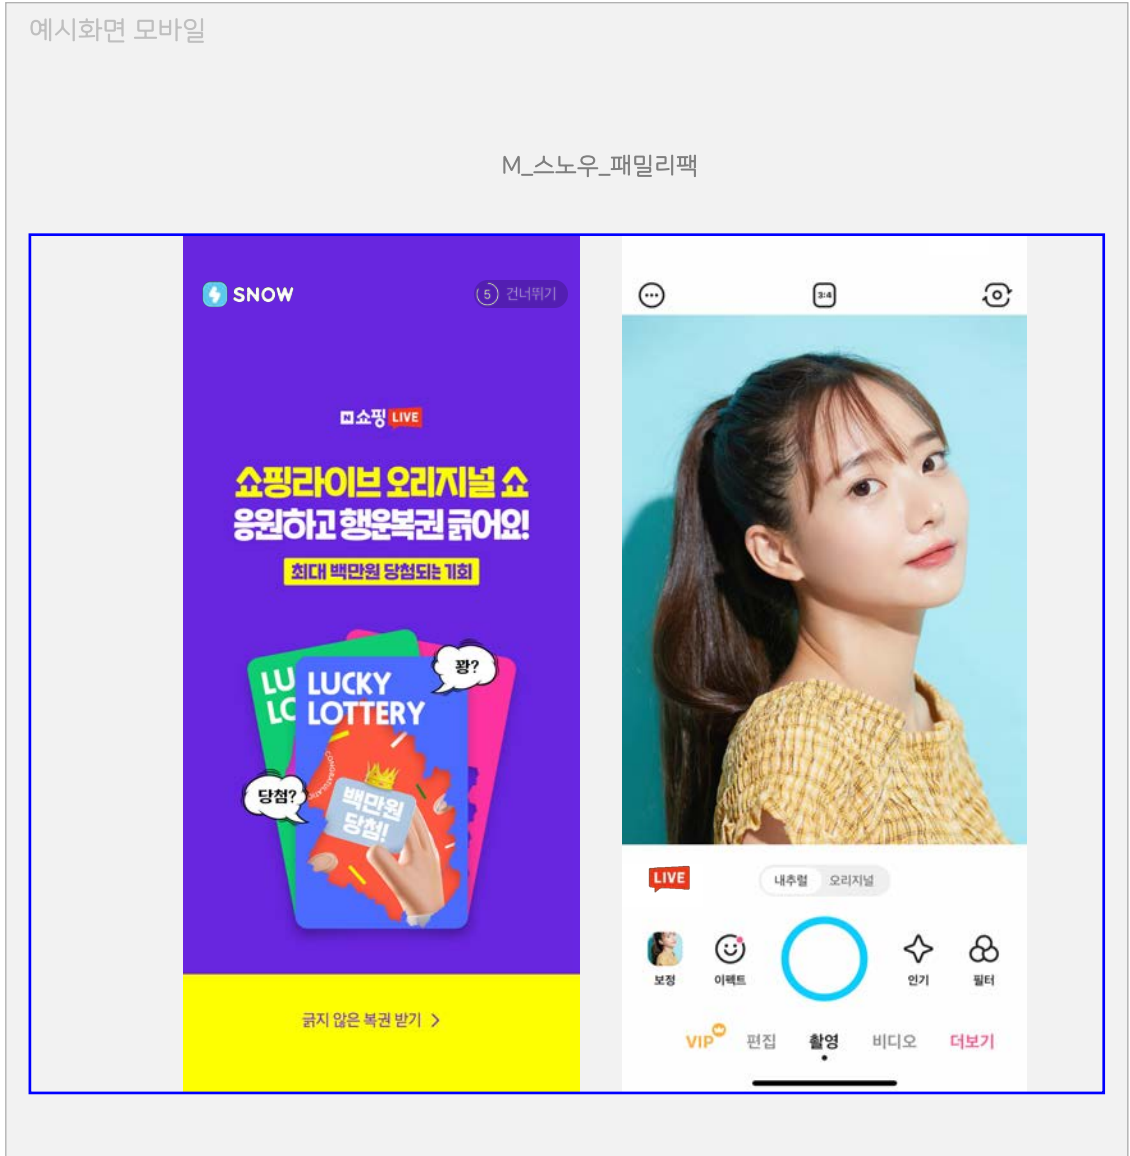 예시화면 모바일
M_스노우_패밀리팩
SNOW
5 건너뛰기
N 쇼핑 LIVE
쇼핑라이브 오리지널 쇼
응원하고 행운복권 긁어요!
최대 백만원 당첨되는 기회
꽝?
LU
LO
LUCKY
LOTTERY
당첨?
백만원
당첨!
긁지 않은 복권 받기 >
3:4
LIVE
내추럴 오리지널
보정 이펙트 인기 필터
VIP 편집 촬영 비디오 더보기